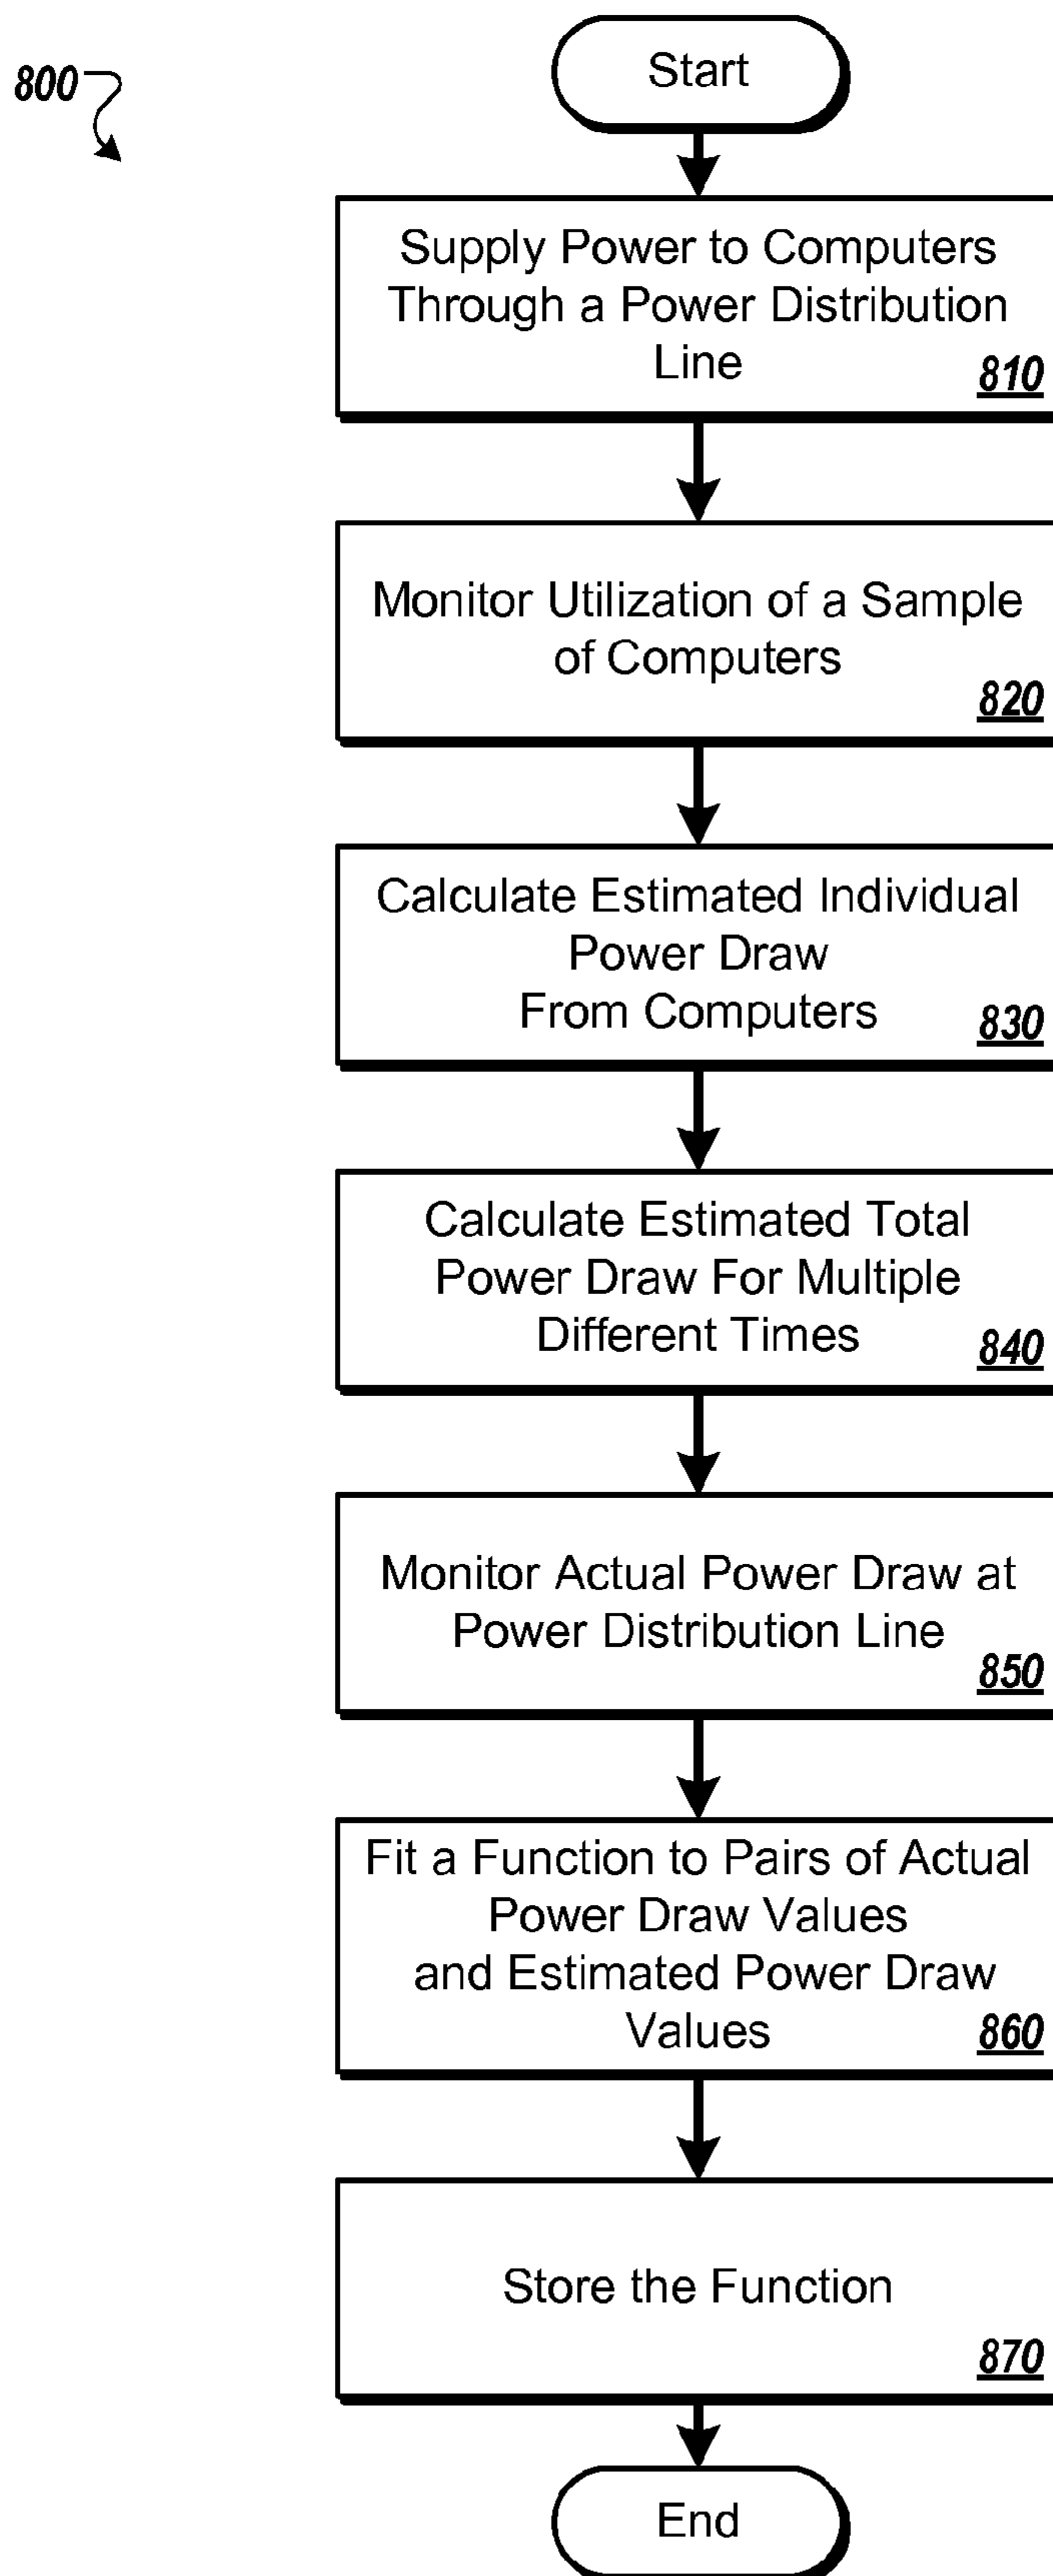 800
Start
Supply Power to Computers
Through a Power Distribution
Line
810
Monitor Utilization of a Sample
of Computers
820
Calculate Estimated Individual
Power Draw
From Computers
830
Calculate Estimated Total
Power Draw For Multiple
Different Times
840
Monitor Actual Power Draw at
Power Distribution Line
850
Fit a Function to Pairs of Actual
Power Draw Values
and Estimated Power Draw
Values
860
Store the Function
870
End